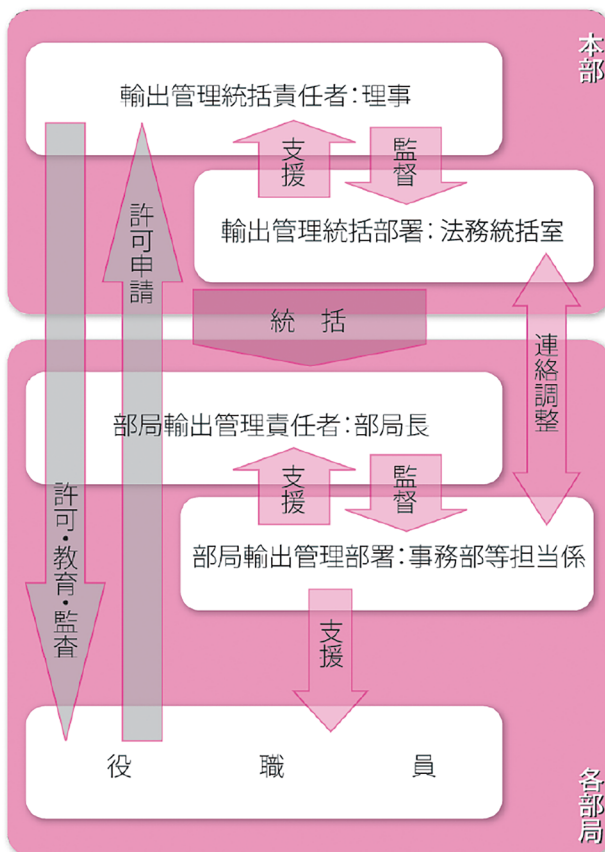 本部
輸出管理統括責任者：理事
支援
監督
許可申請
輸出管理統括部署：法務統括室
統括
連絡調整
部局輸出管理責任者：部局長
支援
監督
許可・教育・監査
部局輸出管理部署：事務部等担当係
支援
役職員
各部局